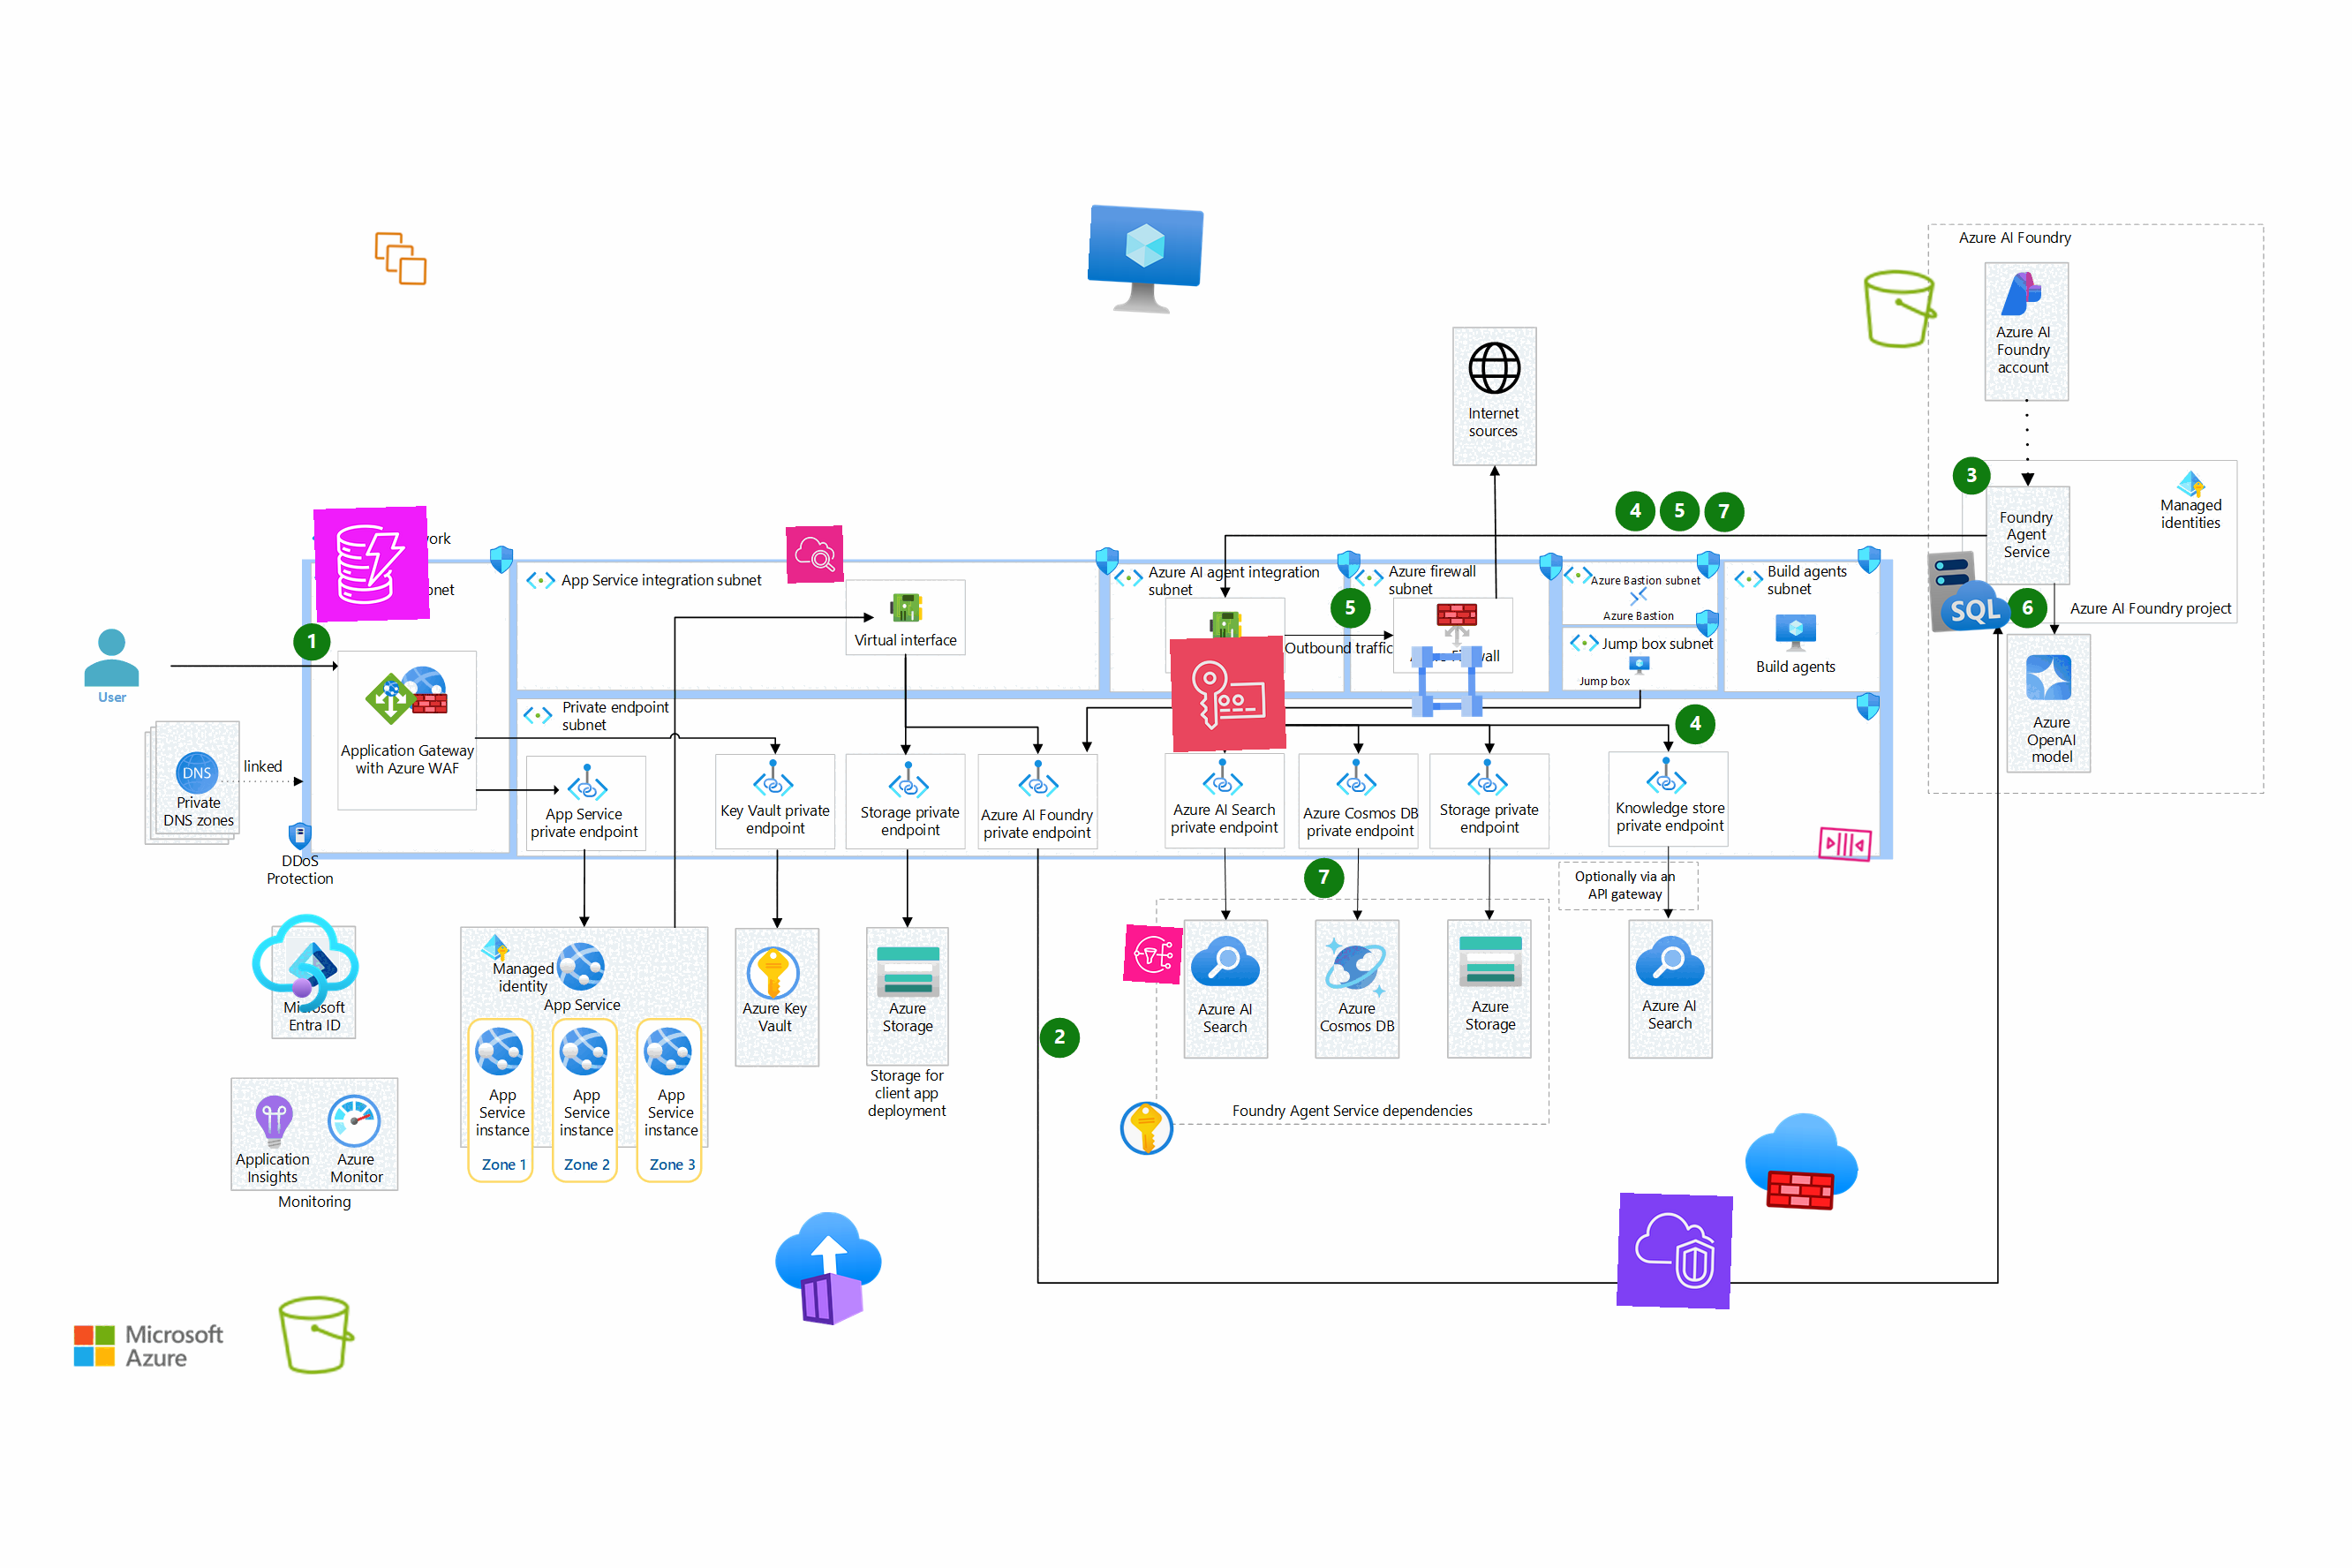 Azure AI Foundry
Azure AI
Foundry
account
Internet
sources
3
Managed
identities
4
5
7
Foundry
Agent
Service
App Service integration subnet
Azure AI agent integration
subnet
Azure firewall
subnet
Azure Bastion subnet
Azure Bastion
Build agents
subnet
Build agents
5
6
SQL
Azure AI Foundry project
1
Virtual interface
Outbound traffic
Jump box subnet
Jump box
User
Private endpoint
subnet
4
Azure
OpenAI
model
Application Gateway
with Azure WAF
linked
DNS
Private
DNS zones
App Service
private endpoint
Key Vault private
endpoint
Storage private
endpoint
Azure AI Foundry
private endpoint
Azure AI Search
private endpoint
Azure Cosmos DB
private endpoint
Storage private
endpoint
Knowledge store
private endpoint
DDoS
Protection
7
Optionally via an
API gateway
Microsoft
Entra ID
Managed
identity
App Service
Azure Key
Vault
Azure
Storage
Azure AI
Search
Azure
Cosmos DB
Azure
Storage
Azure AI
Search
2
Storage for
client app
deployment
App
Service
instance
Zone 1
App
Service
instance
Zone 2
App
Service
instance
Zone 3
Foundry Agent Service dependencies
Application
Insights
Azure
Monitor
Monitoring
Microsoft
Azure